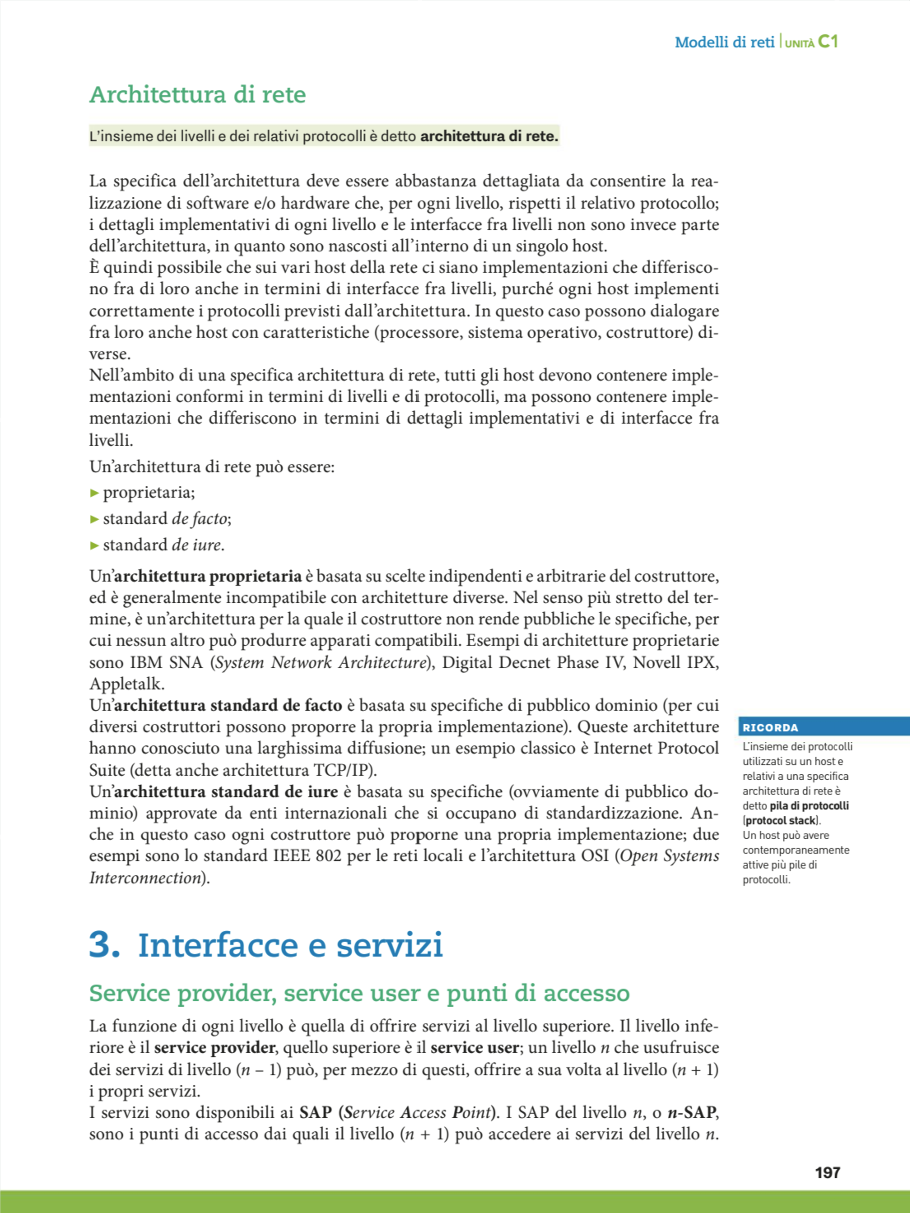 Modelli di reti | UNITÀ C1
Architettura di rete
L'insieme dei livelli e dei relativi protocolli è detto architettura di rete.
La specifica dell'architettura deve essere abbastanza dettagliata da consentire la rea-
lizzazione di software e/o hardware che, per ogni livello, rispetti il relativo protocollo;
i dettagli implementativi di ogni livello e le interfacce fra livelli non sono invece parte
dell'architettura, in quanto sono nascosti all'interno di un singolo host.
È quindi possibile che sui vari host della rete ci siano implementazioni che differisco-
no fra di loro anche in termini di interfacce fra livelli, purché ogni host implementi
correttamente i protocolli previsti dall'architettura. In questo caso possono dialogare
fra loro anche host con caratteristiche (processore, sistema operativo, costruttore) di-
verse.
Nell'ambito di una specifica architettura di rete, tutti gli host devono contenere imple-
mentazioni conformi in termini di livelli e di protocolli, ma possono contenere imple-
mentazioni che differiscono in termini di dettagli implementativi e di interfacce fra
livelli.
Un'architettura di rete può essere:
▶ proprietaria;
▶ standard de facto;
▶ standard de iure.
Un'architettura proprietaria è basata su scelte indipendenti e arbitrarie del costruttore,
ed è generalmente incompatibile con architetture diverse. Nel senso più stretto del ter-
mine, è un'architettura per la quale il costruttore non rende pubbliche le specifiche, per
cui nessun altro può produrre apparati compatibili. Esempi di architetture proprietarie
sono IBM SNA (System Network Architecture), Digital Decnet Phase IV, Novell IPX,
Appletalk.
Un'architettura standard de facto è basata su specifiche di pubblico dominio (per cui
diversi costruttori possono proporre la propria implementazione). Queste architetture
hanno conosciuto una larghissima diffusione; un esempio classico è Internet Protocol
Suite (detta anche architettura TCP/IP).
Un'architettura standard de iure è basata su specifiche (ovviamente di pubblico do-
minio) approvate da enti internazionali che si occupano di standardizzazione. An-
che in questo caso ogni costruttore può proporne una propria implementazione; due
esempi sono lo standard IEEE 802 per le reti locali e l'architettura OSI (Open Systems
Interconnection).
RICORDA
L'insieme dei protocolli
utilizzati su un host e
relativi a una specifica
architettura di rete è
detto pila di protocolli
(protocol stack).
Un host può avere
contemporaneamente
attive più pile di
protocolli.
3. Interfacce e servizi
Service provider, service user e punti di accesso
La funzione di ogni livello è quella di offrire servizi al livello superiore. Il livello infe-
riore è il service provider, quello superiore è il service user; un livello n che usufruisce
dei servizi di livello (n – 1) può, per mezzo di questi, offrire a sua volta al livello (n + 1)
i propri servizi.
I servizi sono disponibili ai SAP (Service Access Point). I SAP del livello n, o n-SAP,
sono i punti di accesso dai quali il livello (n + 1) può accedere ai servizi del livello n.
197